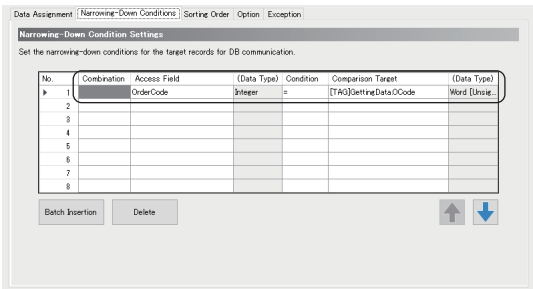 Data Assignment Narrowing-Down Conditions Sorting Order Option Exception
Narrowing-Down Condition Settings
Set the narrowing-down conditions for the target records for DB communication.
No. Combination Access Field (Data Type) Condition Comparison Target (Data Type)
1 OrderCode Integer = [TAG]GettingData.OCode Word [Unsig...
2
3
4
5
6
7
8
Batch Insertion Delete